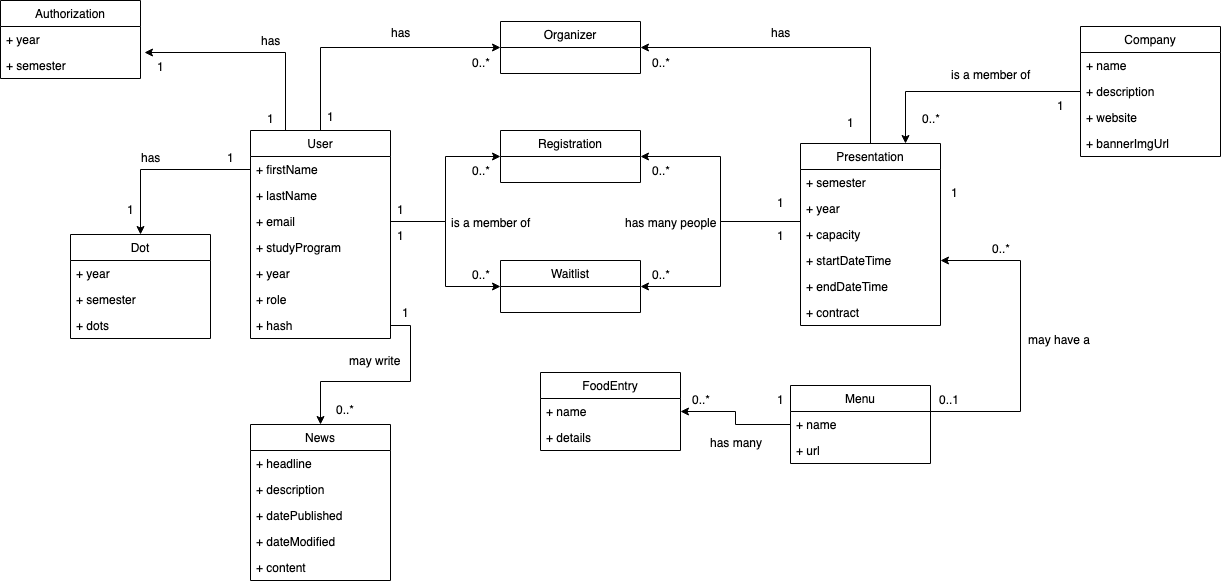 Authorization
+ year
+ semester
has
1
1
has
1
0..*
Organizer
0..*
has
1
Company
+ name
+ description
+ website
+ bannerImgUrl
is a member of
1
0..*
User
+ firstName
+ lastName
+ email
+ studyProgram
+ year
+ role
+ hash
has
1
1
Dot
+ year
+ semester
+ dots
Registration
0..*
0..*
1
1
is a member of
has many people
1
1
Waitlist
0..*
0..*
Presentation
+ semester
+ year
+ capacity
+ startDateTime
+ endDateTime
+ contract
1
0..*
may have a
0..1
1
may write
0..*
News
+ headline
+ description
+ datePublished
+ dateModified
+ content
FoodEntry
+ name
+ details
0..*
1
has many
Menu
+ name
+ url